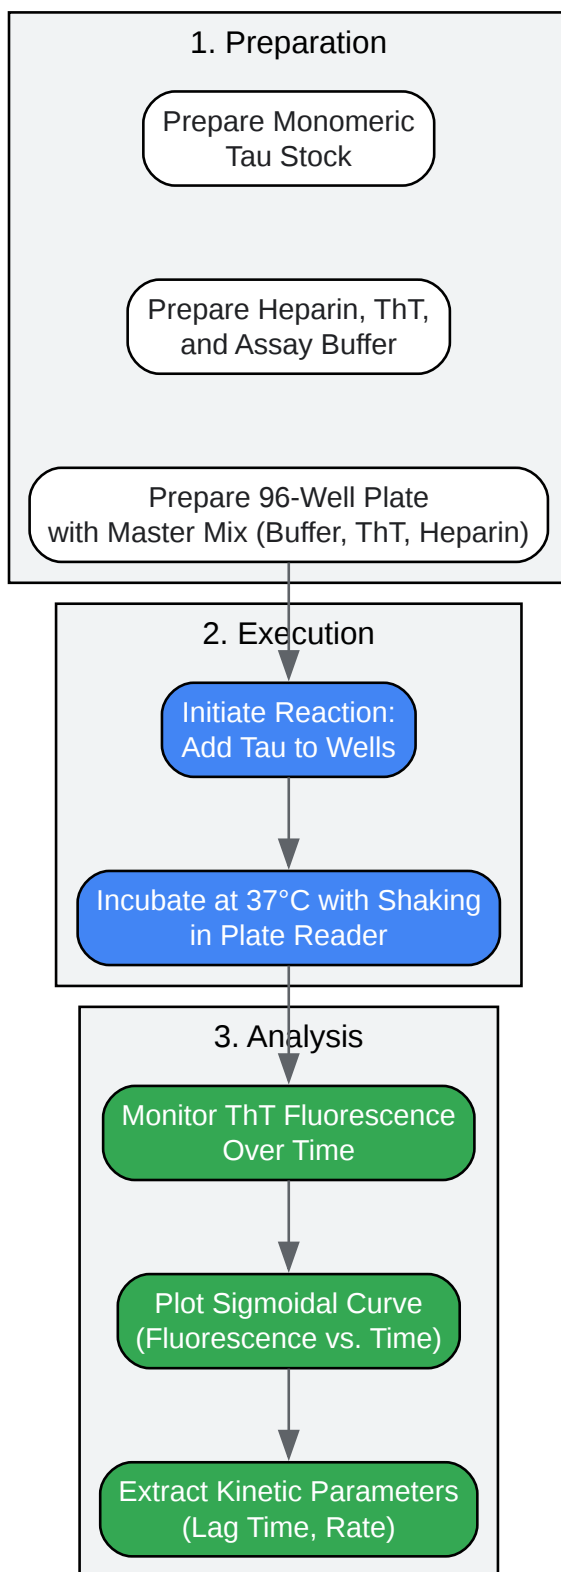 1. Preparation
Prepare Monomeric
Tau Stock
Prepare Heparin, ThT,
and Assay Buffer
Prepare 96-Well Plate
with Master Mix (Buffer, ThT, Heparin)
2. Execution
Initiate Reaction:
Add Tau to Wells
Incubate at 37°C with Shaking
in Plate Reader
3. Analysis
Monitor ThT Fluorescence
Over Time
Plot Sigmoidal Curve
(Fluorescence vs. Time)
Extract Kinetic Parameters
(Lag Time, Rate)